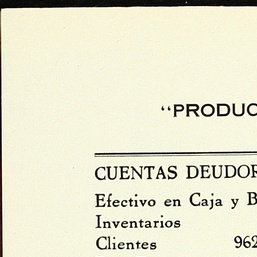 “PRODUC
CUENTAS DEUDOR
Efectivo en Caja y B
Inventarios
Clientes 962